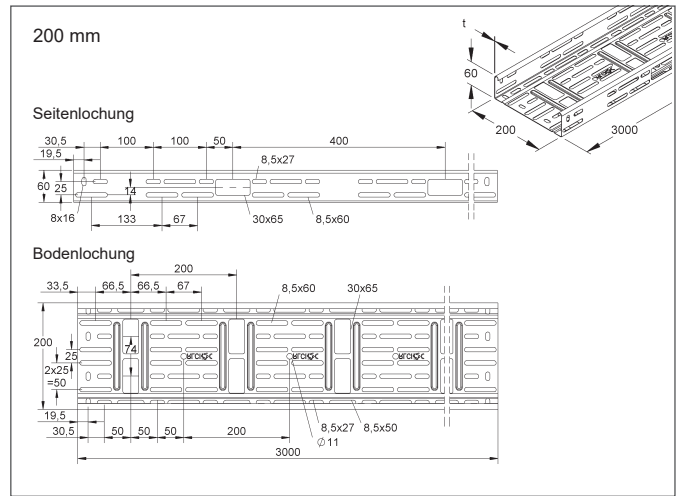 200 mm
t
60
200
3000
Seitenlochung
30,5 100 100 50 400
19,5
8,5x27
60 25 14
8x16 133 67 30x65 8,5x60
Bodenlochung
200
33,5 66,5 66,5 67 8,5x60 30x65
200
25
74
2x25
=50
19,5
30,5 50 50 50 200 8,5x27 8,5x50
∅11
3000